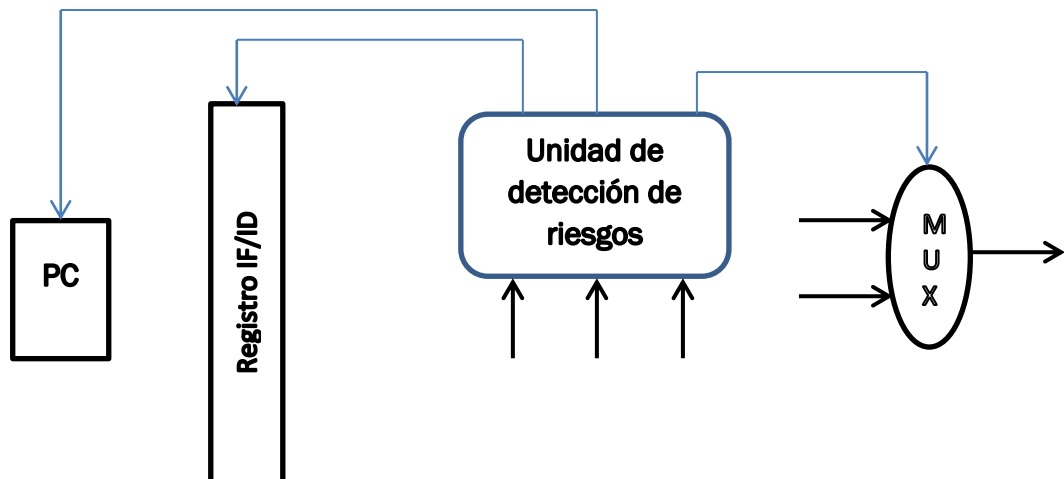 Unidad de
detección de
riesgos
PC
Registro IF/ID
M
U
X